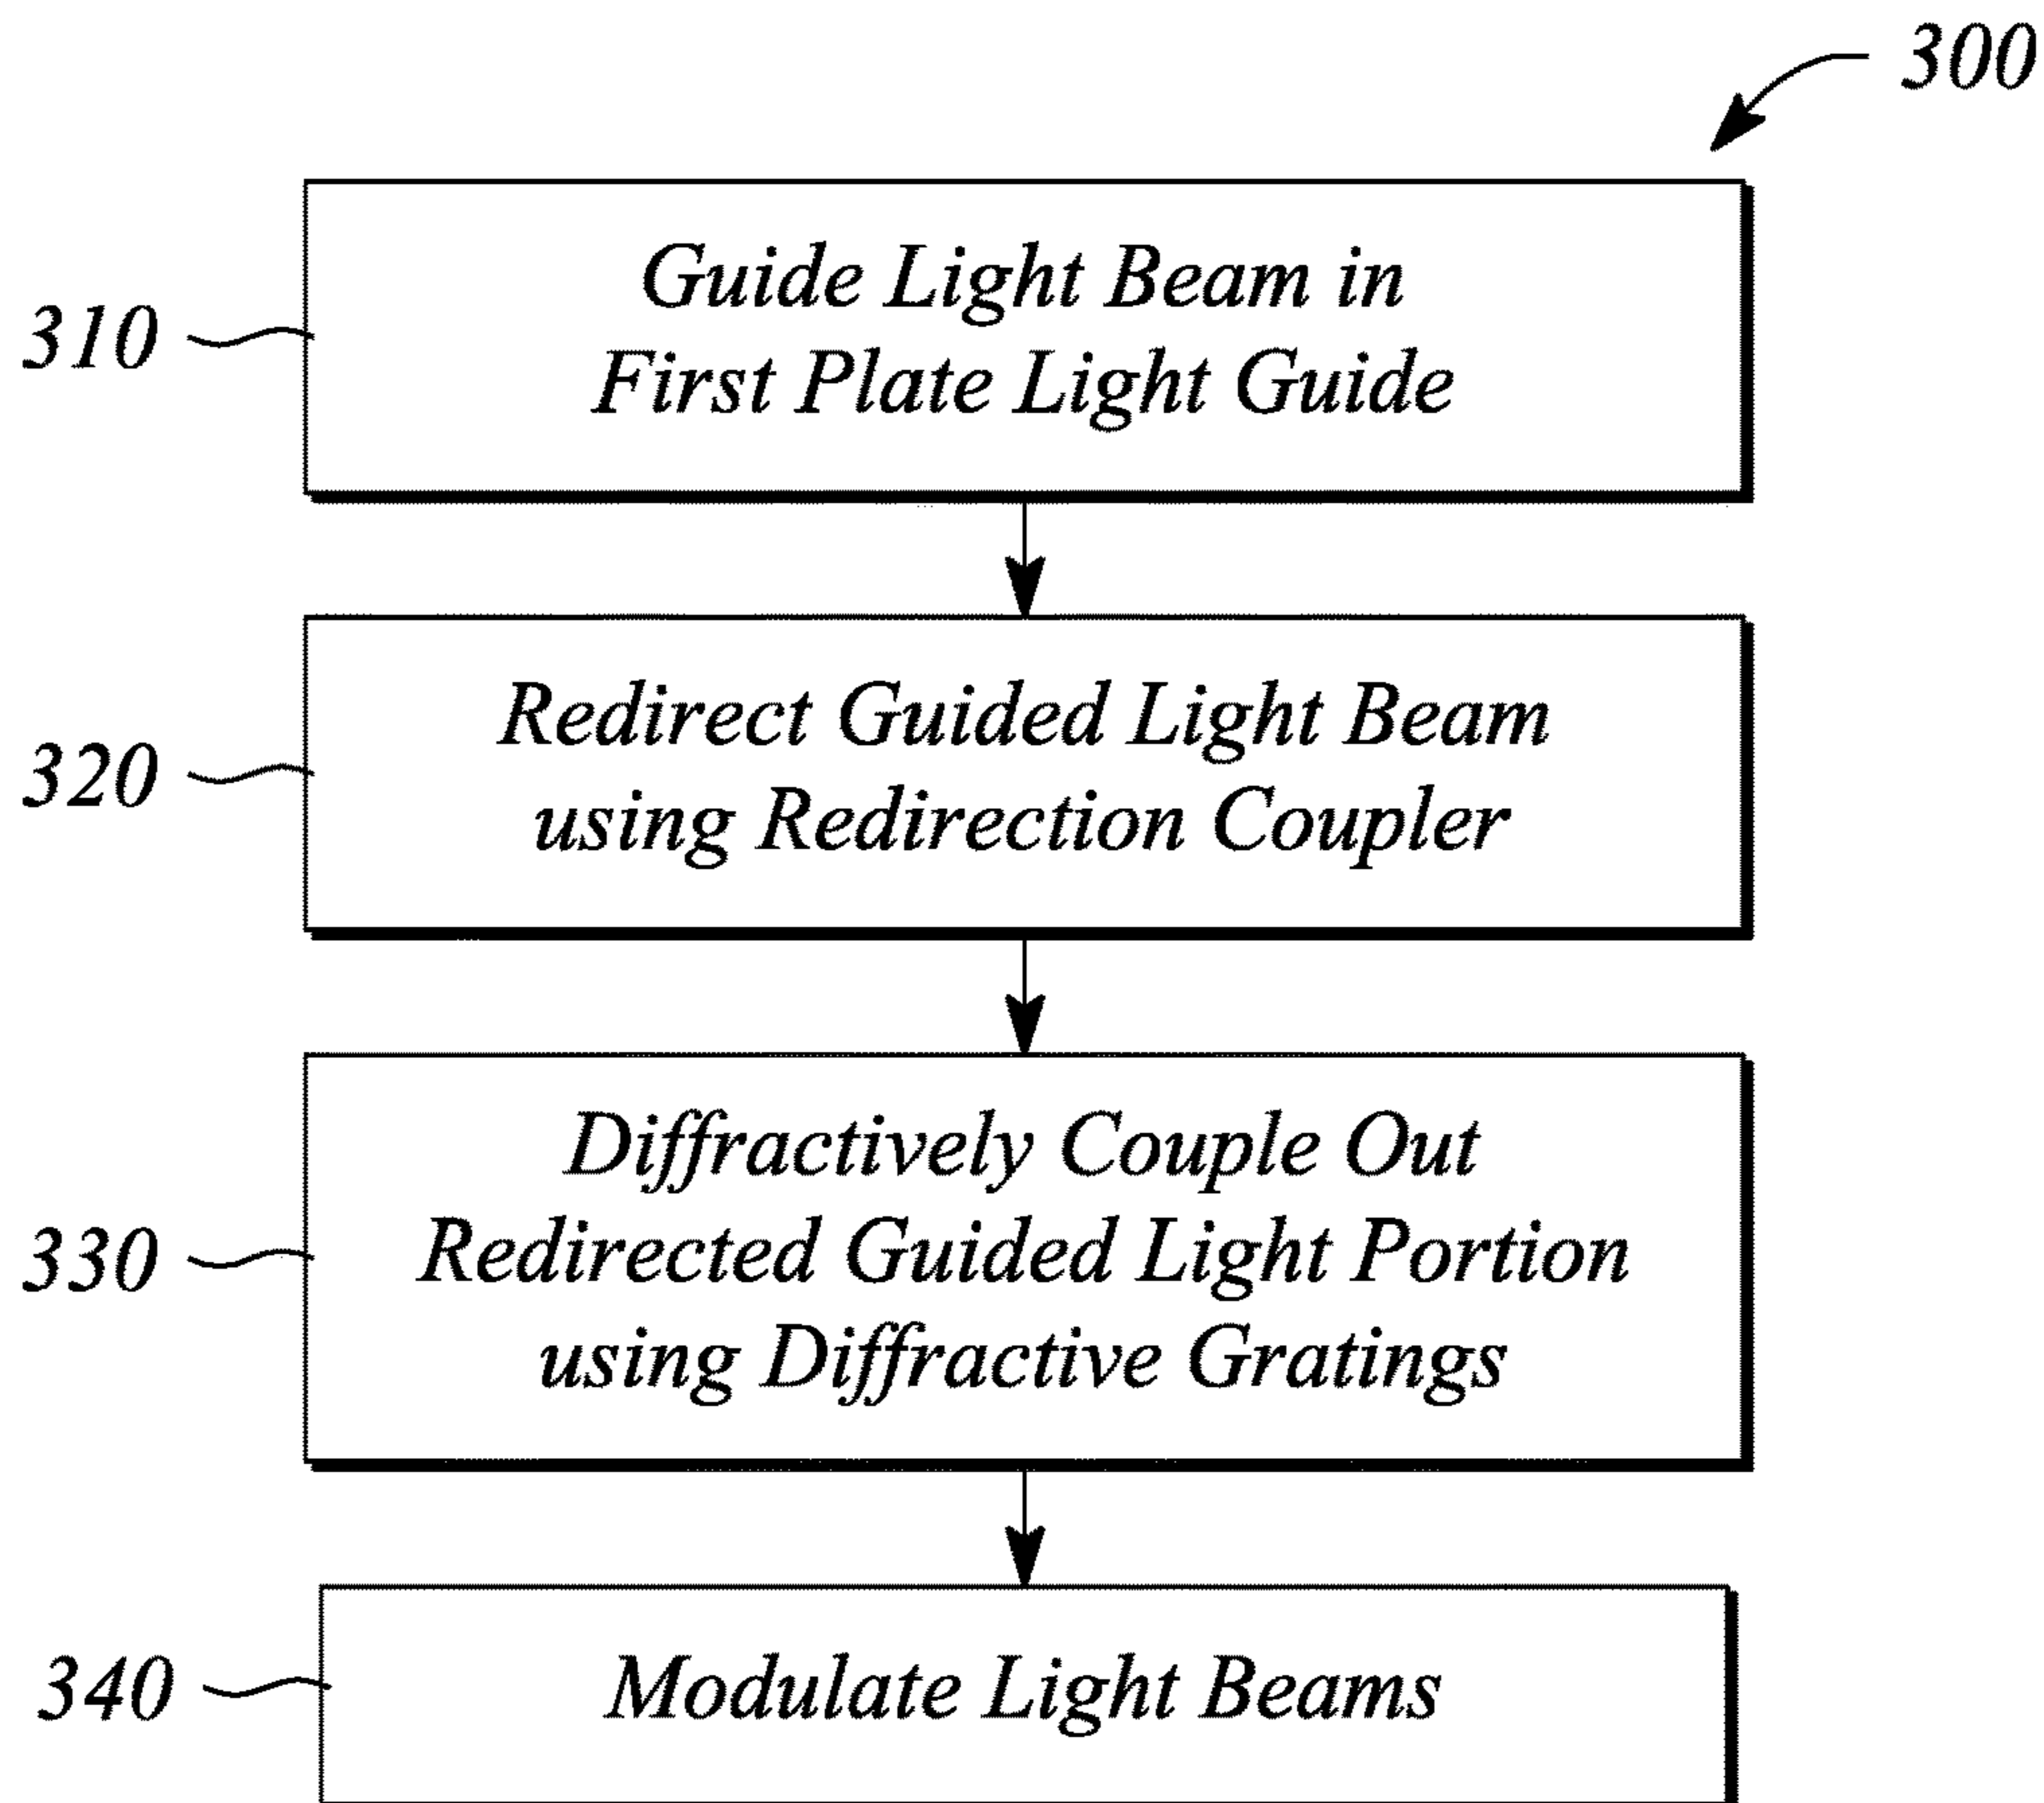 300
310
Guide Light Beam in
First Plate Light Guide
320
Redirect Guided Light Beam
using Redirection Coupler
330
Diffractively Couple Out
Redirected Guided Light Portion
using Diffractive Gratings
340
Modulate Light Beams